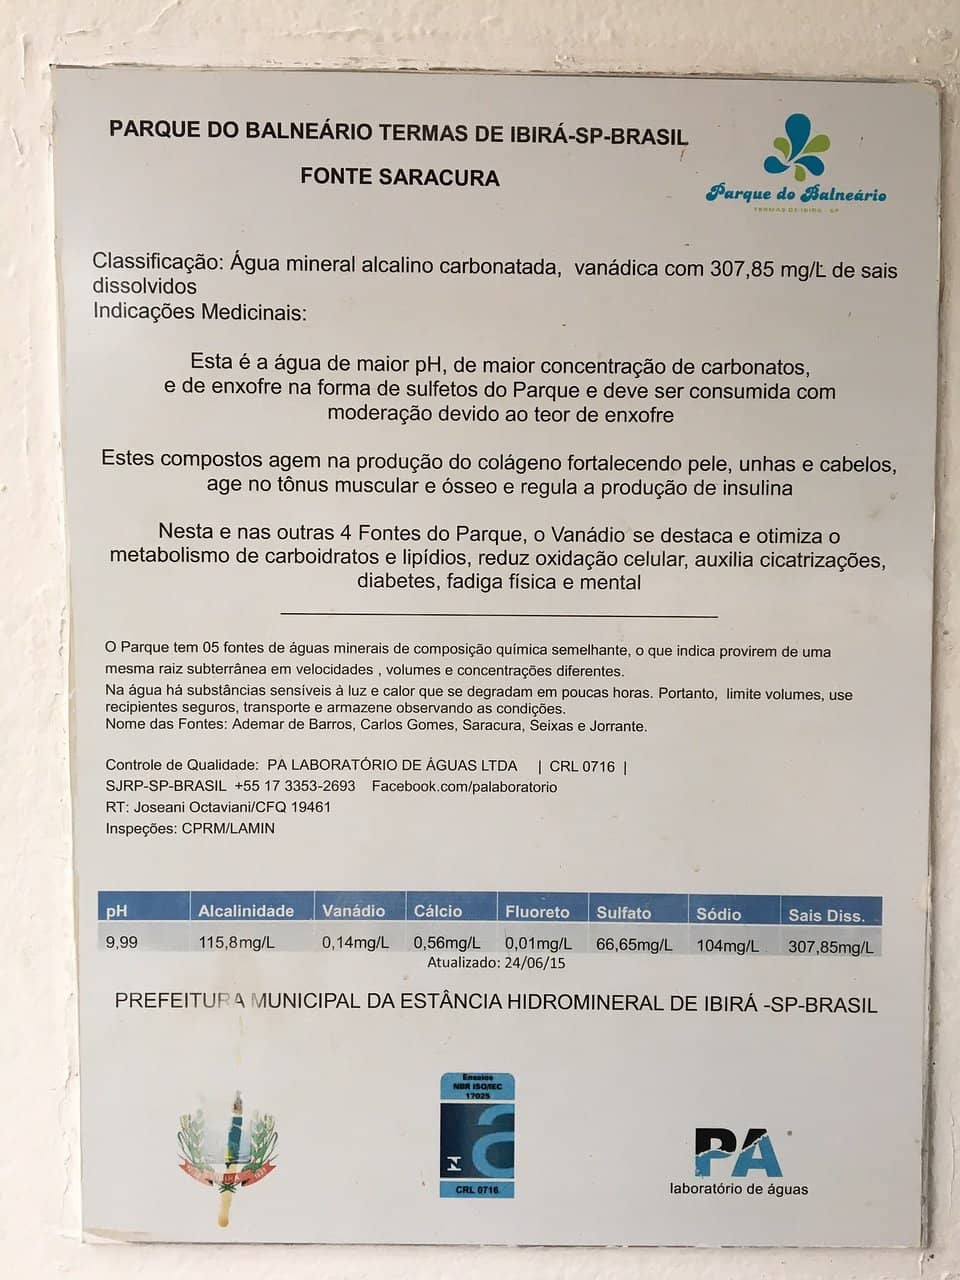 PARQUE DO BALNEÁRIO TERMAS DE IBIRÁ-SP-BRASIL
FONTE SARACURA
Parque do Balneário
TERMAS DE IBIRÁ - SP
Classificação: Água mineral alcalino carbonatada, vanádica com 307,85 mg/L de sais
dissolvidos
Indicações Medicinais:
Esta é a água de maior pH, de maior concentração de carbonatos,
e de enxofre na forma de sulfetos do Parque e deve ser consumida com
moderação devido ao teor de enxofre
Estes compostos agem na produção do colágeno fortalecendo pele, unhas e cabelos,
age no tônus muscular e ósseo e regula a produção de insulina
Nesta e nas outras 4 Fontes do Parque, o Vanádio se destaca e otimiza o
metabolismo de carboidratos e lipídios, reduz oxidação celular, auxilia cicatrizações,
diabetes, fadiga física e mental
O Parque tem 05 fontes de águas minerais de composição química semelhante, o que indica provirem de uma
mesma raiz subterrânea em velocidades , volumes e concentrações diferentes.
Na água há substâncias sensíveis à luz e calor que se degradam em poucas horas. Portanto, limite volumes, use
recipientes seguros, transporte e armazene observando as condições.
Nome das Fontes: Ademar de Barros, Carlos Gomes, Saracura, Seixas e Jorrante.
Controle de Qualidade: PA LABORATÓRIO DE ÁGUAS LTDA | CRL 0716 |
SJRP-SP-BRASIL +55 17 3353-2693 Facebook.com/palaboratorio
RT: Joseani Octaviani/CFQ 19461
Inspeções: CPRM/LAMIN
pH Alcalinidade Vanádio Cálcio Fluoreto Sulfato Sódio Sais Diss.
9,99 115,8mg/L 0,14mg/L 0,56mg/L 0,01mg/L 66,65mg/L 104mg/L 307,85mg/L
Atualizado: 24/06/15
PREFEITURA MUNICIPAL DA ESTÂNCIA HIDROMINERAL DE IBIRÁ -SP-BRASIL
Ensaios
NBR ISO/IEC
17025
CRL 0716
PA
laboratório de águas